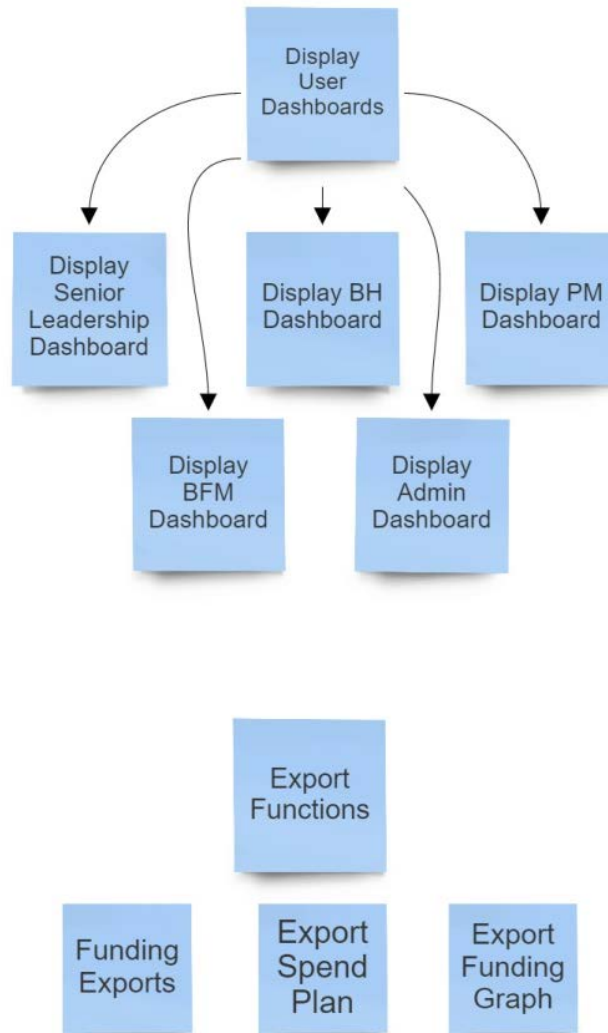 Display
User
Dashboards
Display
Senior
Leadership
Dashboard
Display BH
Dashboard
Display PM
Dashboard
Display
BFM
Dashboard
Display
Admin
Dashboard
Export
Functions
Funding
Exports
Export
Spend
Plan
Export
Funding
Graph